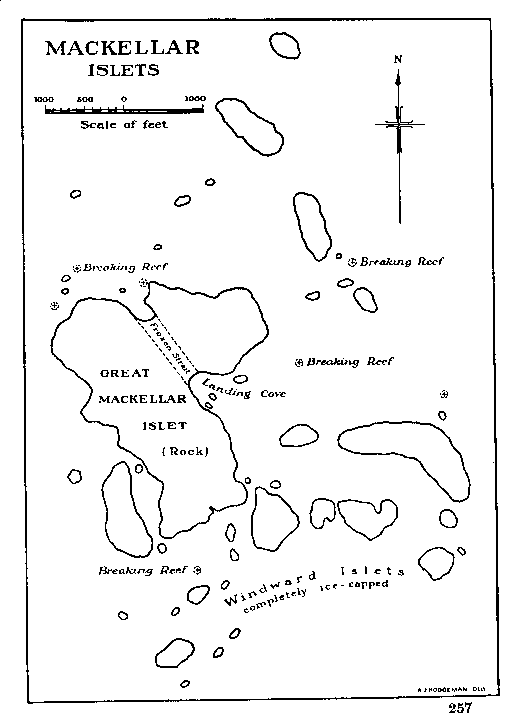 MACKELLAR
ISLETS
1000 500 0 1000
Scale of feet
N
Breaking Reef
Breaking Reef
Frozen Strait
Breaking Reef
GREAT
MACKELLAR
ISLET
(Rock)
Landing Cove
Breaking Reef
Windward Islets
completely ice-capped
A J HODGEMAN DEL
257